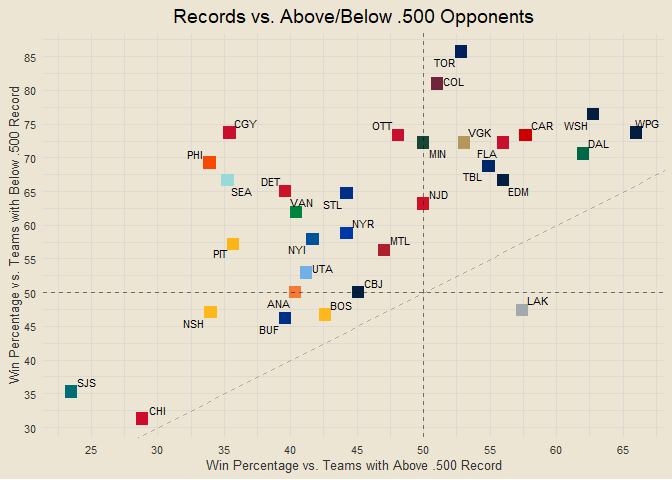 Records vs. Above/Below .500 Opponents
Win Percentage vs. Teams with Below .500 Record
85
80
75
70
65
60
55
50
45
40
35
30
TOR
COL
CGY
OTT
VGK
CAR
WSH
WPG
PHI
MIN
FLA
DAL
SEA
DET
TBL
EDM
VAN
STL
NJD
NYR
PIT
NYI
MTL
UTA
CBJ
ANA
BOS
LAK
NSH
BUF
SJS
CHI
25
30
35
40
45
50
55
60
65
Win Percentage vs. Teams with Above .500 Record